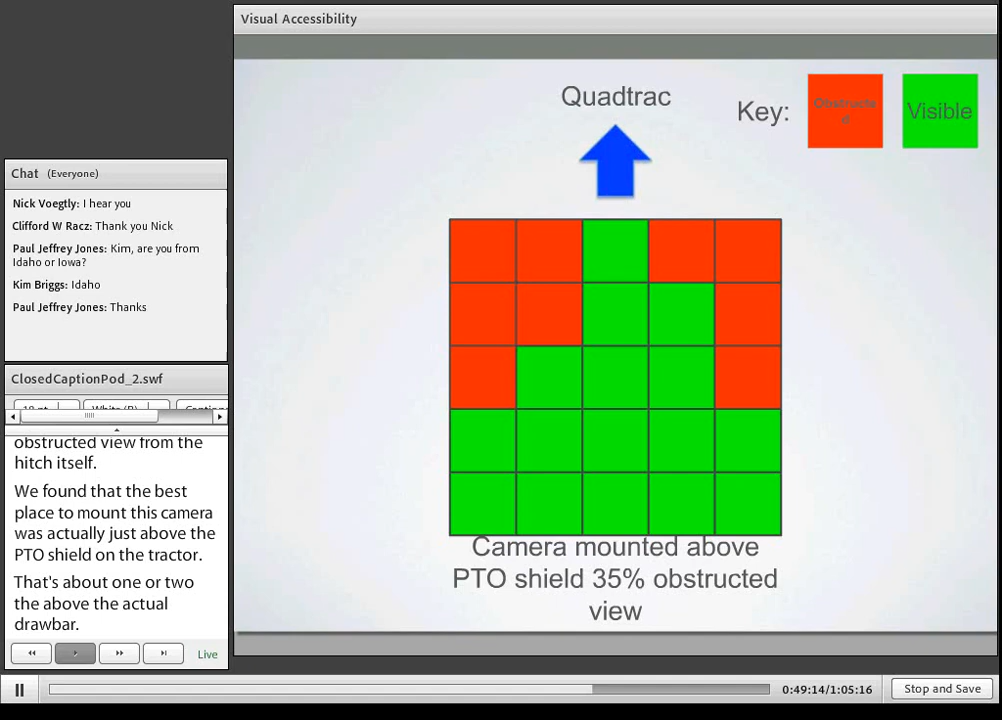 Visual Accessibility
Quadtrac
Key:
Obstructe
d
Visible
Camera mounted above
PTO shield 35% obstructed
view
Chat (Everyone)
Nick Voegtly: I hear you
Clifford W Racz: Thank you Nick
Paul Jeffrey Jones: Kim, are you from
Idaho or Iowa?
Kim Briggs: Idaho
Paul Jeffrey Jones: Thanks
ClosedCaptionPod_2.swf
obstructed view from the
hitch itself.
We found that the best
place to mount this camera
was actually just above the
PTO shield on the tractor.
That's about one or two
the above the actual
drawbar.
Live
0:49:14/1:05:16
Stop and Save